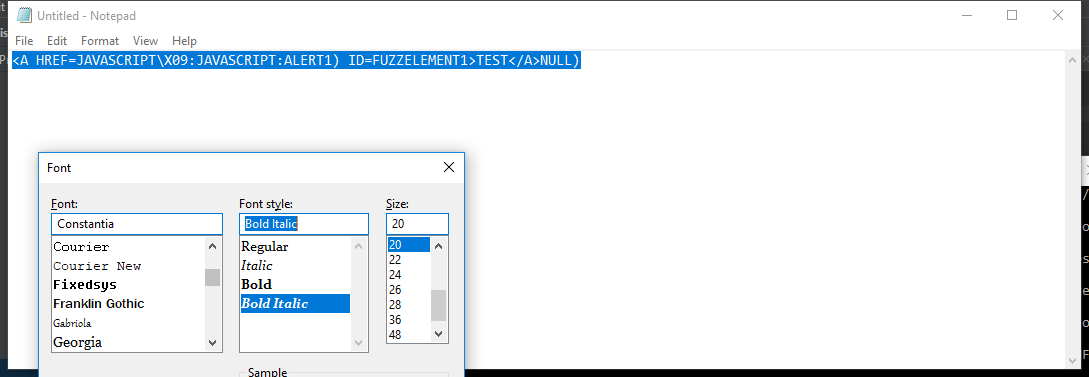 Untitled - Notepad
File Edit Format View Help
<A HREF=JAVASCRIPT\X09:JAVASCRIPT:ALERT1) ID=FUZZELEMENT1>TEST</A>NULL)
Font
Font: Font style: Size:
Constantia Bold Italic 20
Courier Regular 20
Courier New Italic 22
Fixedsys Bold 24
Franklin Gothic Bold Italic 26
Gabriola 28
Georgia 36
48
Sample